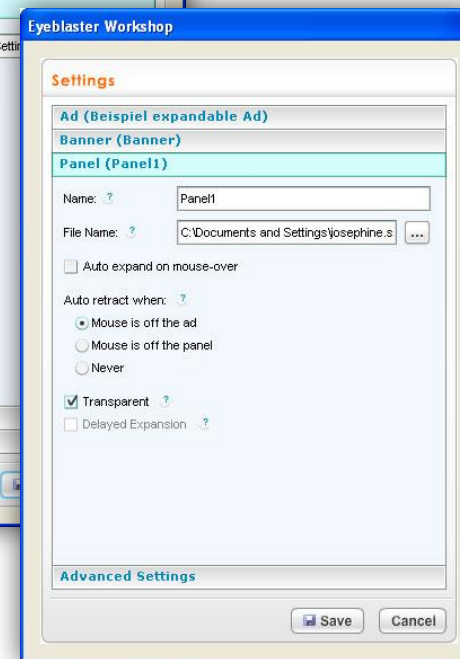 Eyeblaster Workshop
Settings
Ad (Beispiel expandable Ad)
Banner (Banner)
Panel (Panel1)
Name: ?
Panel1
File Name: ?
C:\Documents and Settings\josephine.s
...
Auto expand on mouse-over
Auto retract when: ?
Mouse is off the ad
Mouse is off the panel
Never
Transparent ?
Delayed Expansion ?
Advanced Settings
Save
Cancel